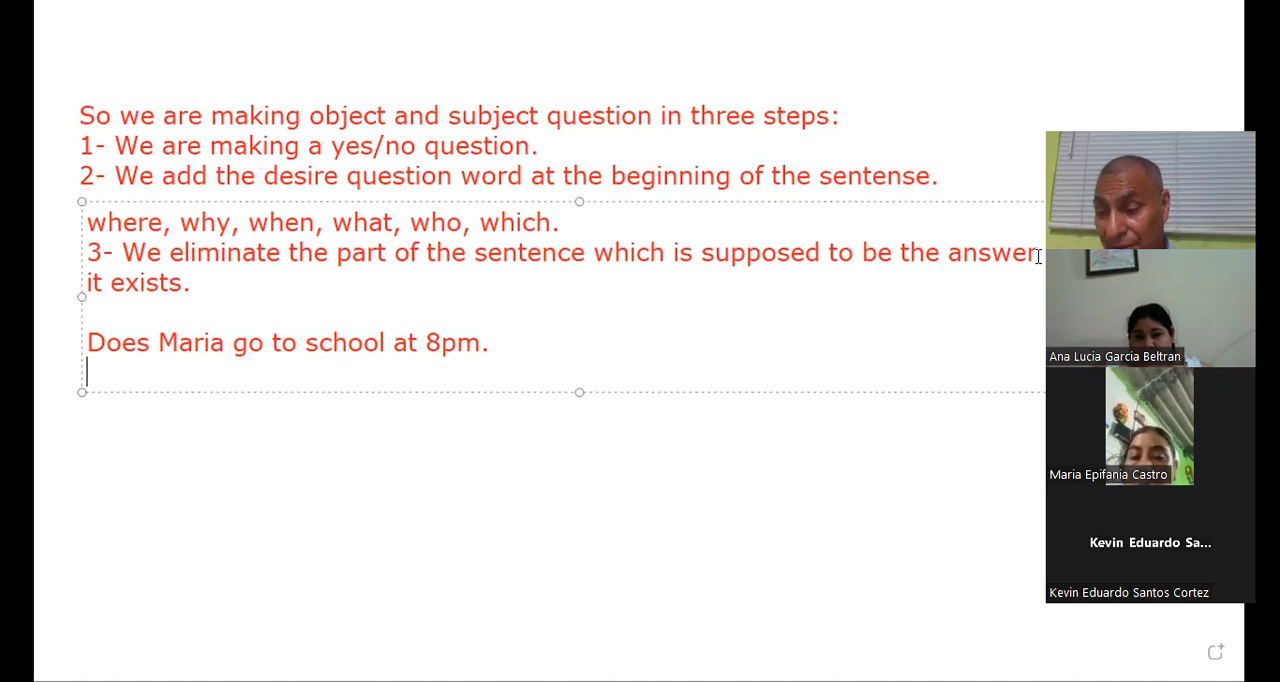 So we are making object and subject question in three steps:
1- We are making a yes/no question.
2- We add the desire question word at the beginning of the sentense.
where, why, when, what, who, which.
3- We eliminate the part of the sentence which is supposed to be the answer
it exists.
Does Maria go to school at 8pm.
Ana Lucia Garcia Beltran
Maria Epifania Castro
Kevin Eduardo Sa...
Kevin Eduardo Santos Cortez